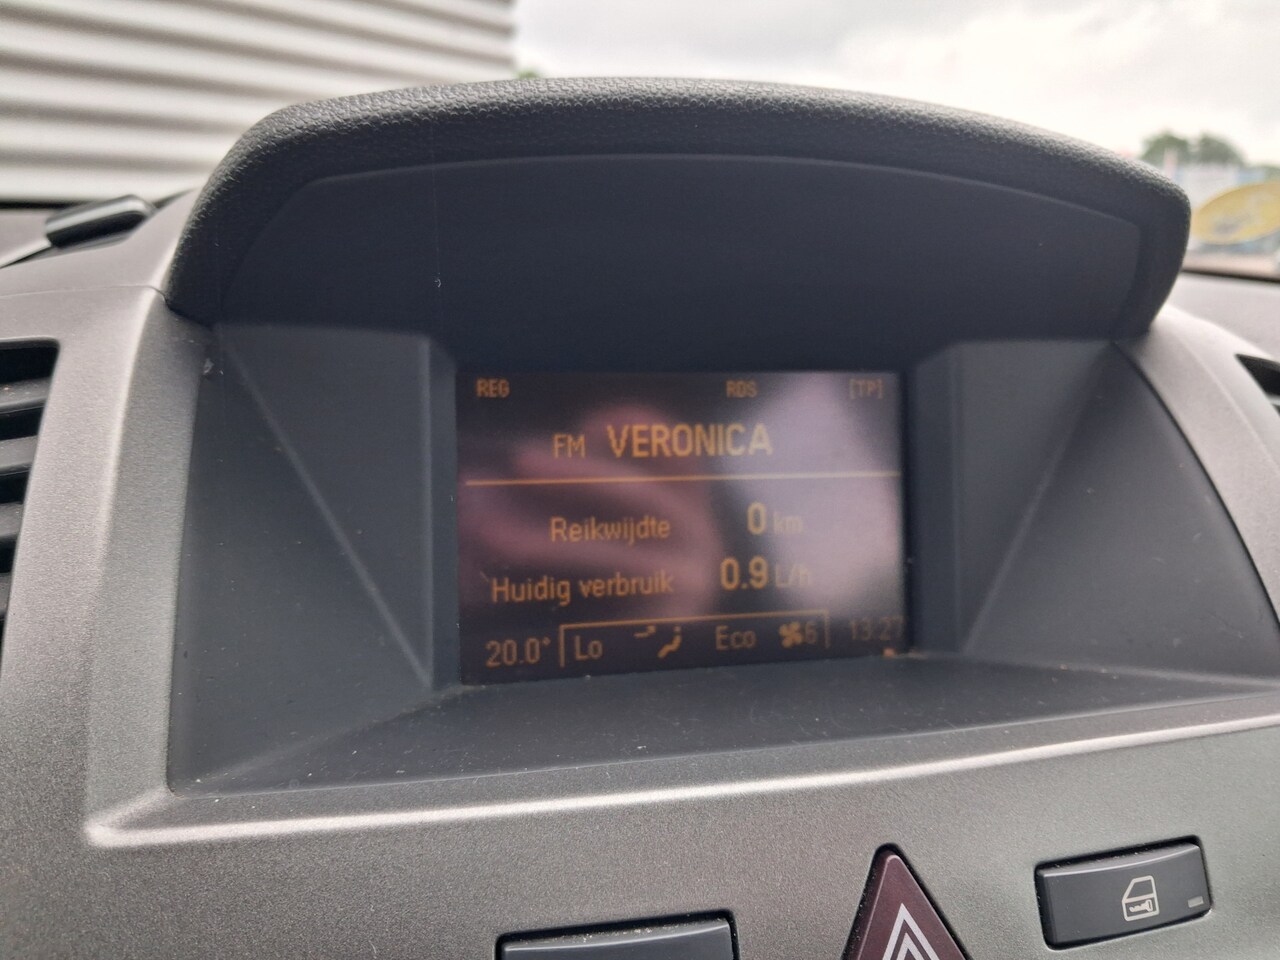 REG RDS [TP]
FM VERONICA
Reikwijdte 0 km
Huidig verbruik 0.9 L/h
20.0° Lo Eco 6 13:27